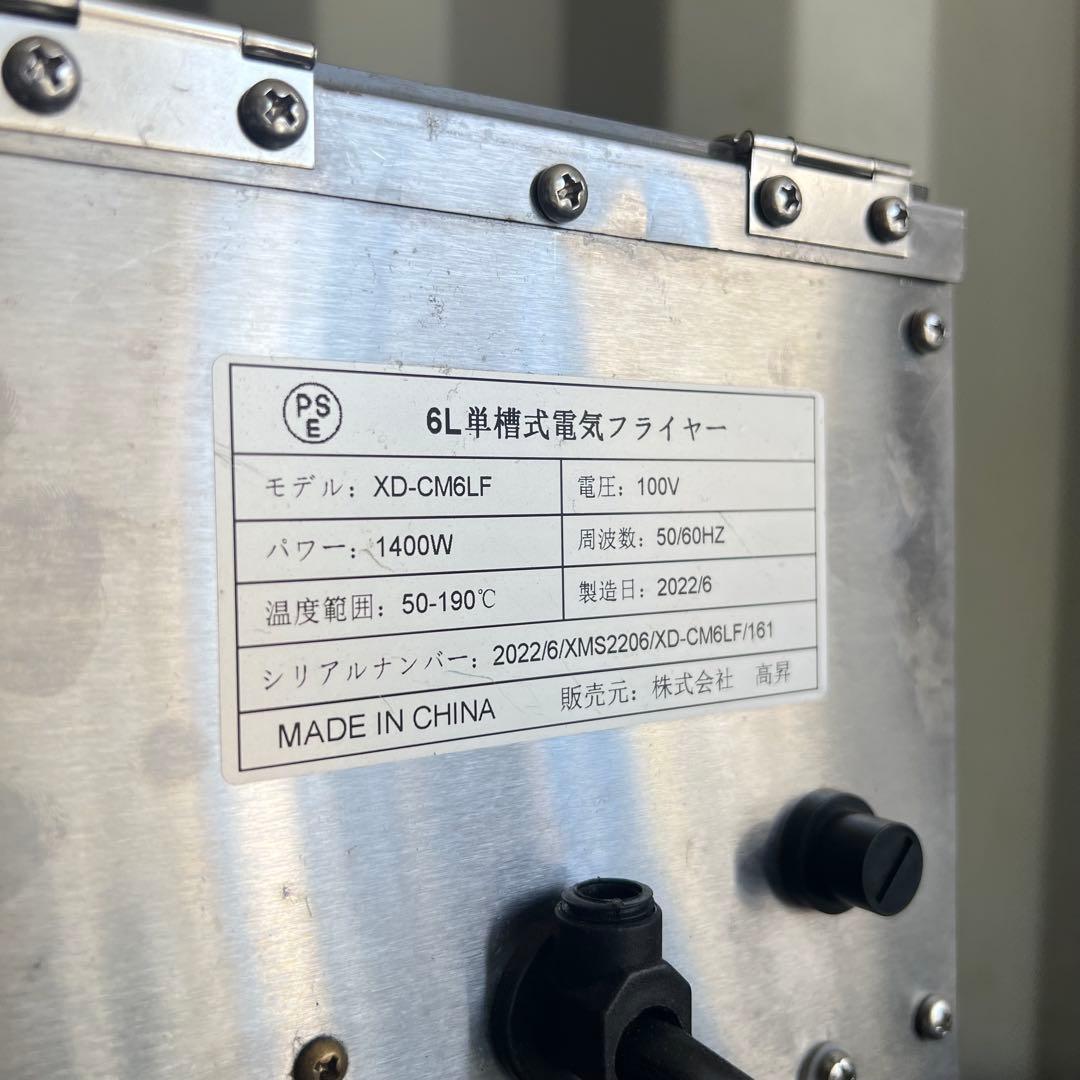 PSE 6L単槽式電気フライヤー
モデル: XD-CM6LF 電圧: 100V
パワー: 1400W 周波数: 50/60HZ
温度範囲: 50-190℃ 製造日: 2022/6
シリアルナンバー: 2022/6/XMS2206/XD-CM6LF/161
MADE IN CHINA 販売元: 株式会社 高昇